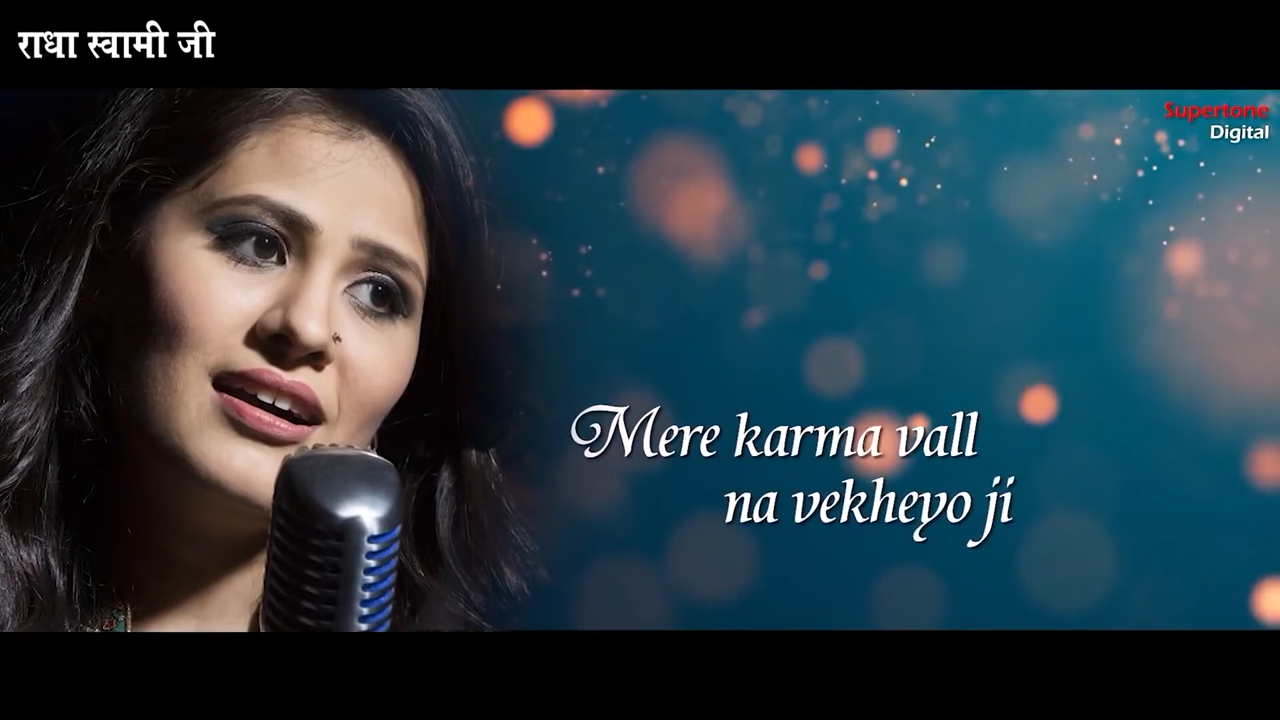 राधा स्वामी जी
Supertone
Digital
Mere karma vall
na vekheyo ji